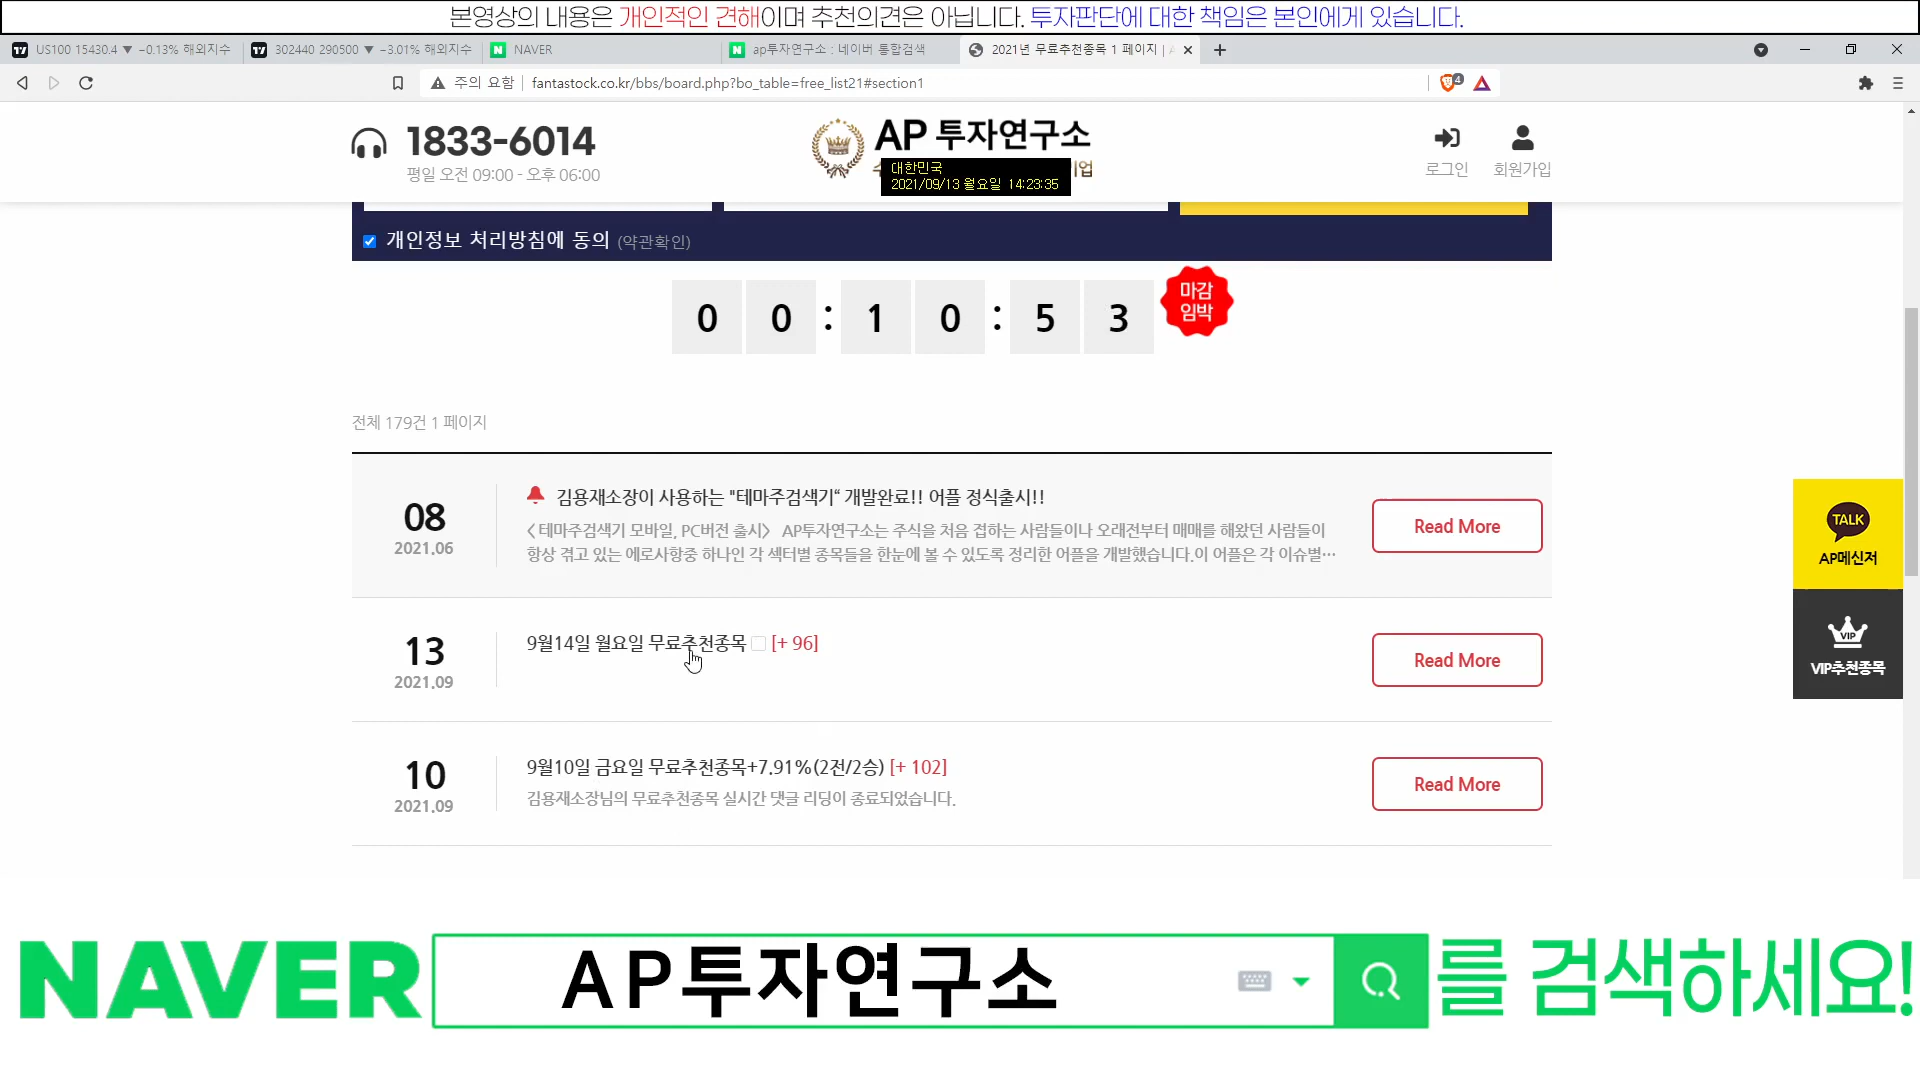 본영상의 내용은 개인적인 견해이며 추천의견은 아닙니다. 투자판단에 대한 책임은 본인에게 있습니다.
US100 15430.4 ▼ −0.13% 해외지수
302440 290500 ▼ −3.01% 해외지수
NAVER
ap투자연구소 : 네이버 통합검색
2021년 무료추천종목 1 페이지 |
주의 요함
fantastock.co.kr/bbs/board.php?bo_table=free_list21#section1
4
1833-6014
평일 오전 09:00 - 오후 06:00
AP 투자연구소
업
대한민국
2021/09/13 월요일 14:23:35
로그인
회원가입
개인정보 처리방침에 동의 (약관확인)
0 0 : 1 0 : 5 3
마감
임박
전체 179건 1 페이지
08
2021.06
김용재소장이 사용하는 "테마주검색기“ 개발완료!! 어플 정식출시!!
< 테마주검색기 모바일, PC버전 출시> AP투자연구소는 주식을 처음 접하는 사람들이나 오래전부터 매매를 해왔던 사람들이
항상 겪고 있는 애로사항중 하나인 각 섹터별 종목들을 한눈에 볼 수 있도록 정리한 어플을 개발했습니다.이 어플은 각 이슈별…
Read More
13
2021.09
9월14일 월요일 무료추천종목 [+ 96]
Read More
10
2021.09
9월10일 금요일 무료추천종목+7.91%(2전/2승) [+ 102]
김용재소장님의 무료추천종목 실시간 댓글 리딩이 종료되었습니다.
Read More
TALK
AP메신저
VIP
VIP추천종목
NAVER AP투자연구소 를 검색하세요!